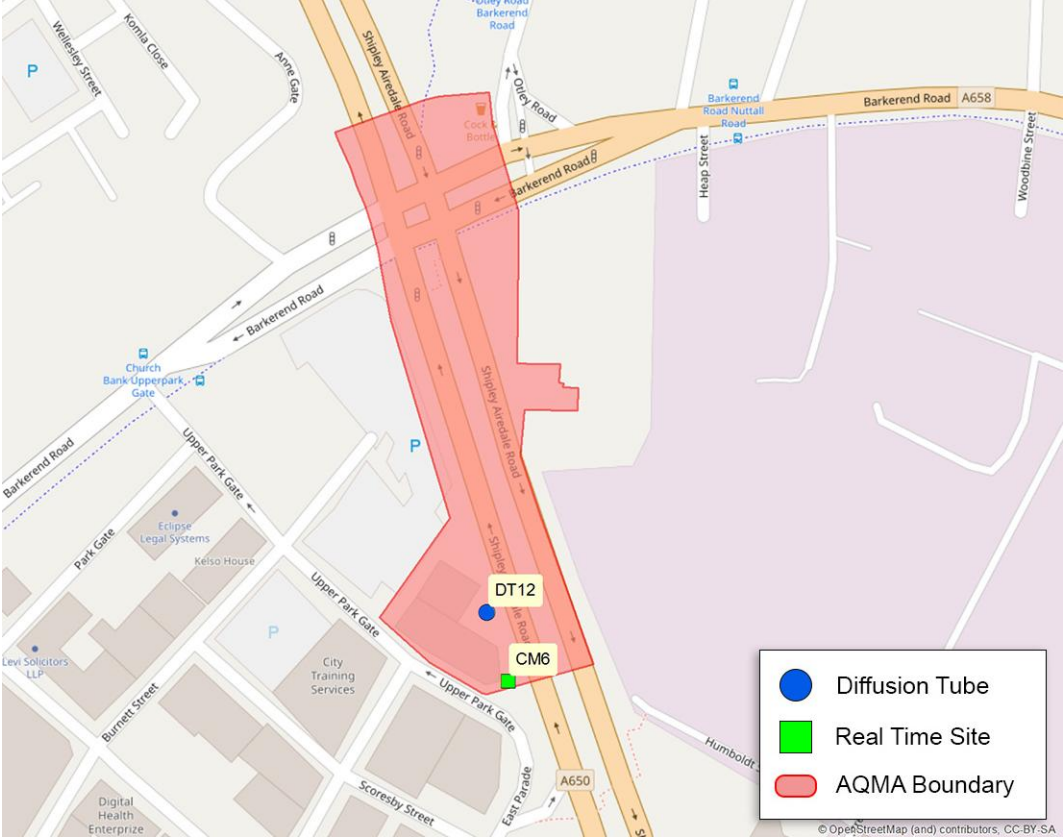 Otley Road
Barkerend
Road
Komla Close
Wellesley Street
P
Anne Gate
Shipley Airedale Road
Cock &
Bottle
Otley Road
Barkerend
Road Nuttall
Road
Barkerend Road
A658
Heap Street
Woodbine Street
Barkerend Road
Barkerend Road
Church
Bank Upperpark
Gate
Barkerend Road
Shipley Airedale Road
P
Upper Park Gate
Eclipse
Legal Systems
Park Gate
Kelso House
Shipley
ale Road
DT12
Upper Park Gate
P
City
Training
Services
CM6
Levi Solicitors
LLP
Burnett Street
Upper Park Gate
Humboldt
A650
East Parade
Scoresby Street
Digital
Health
Enterprize
Diffusion Tube
Real Time Site
AQMA Boundary
© OpenStreetMap (and) contributors, CC-BY-SA